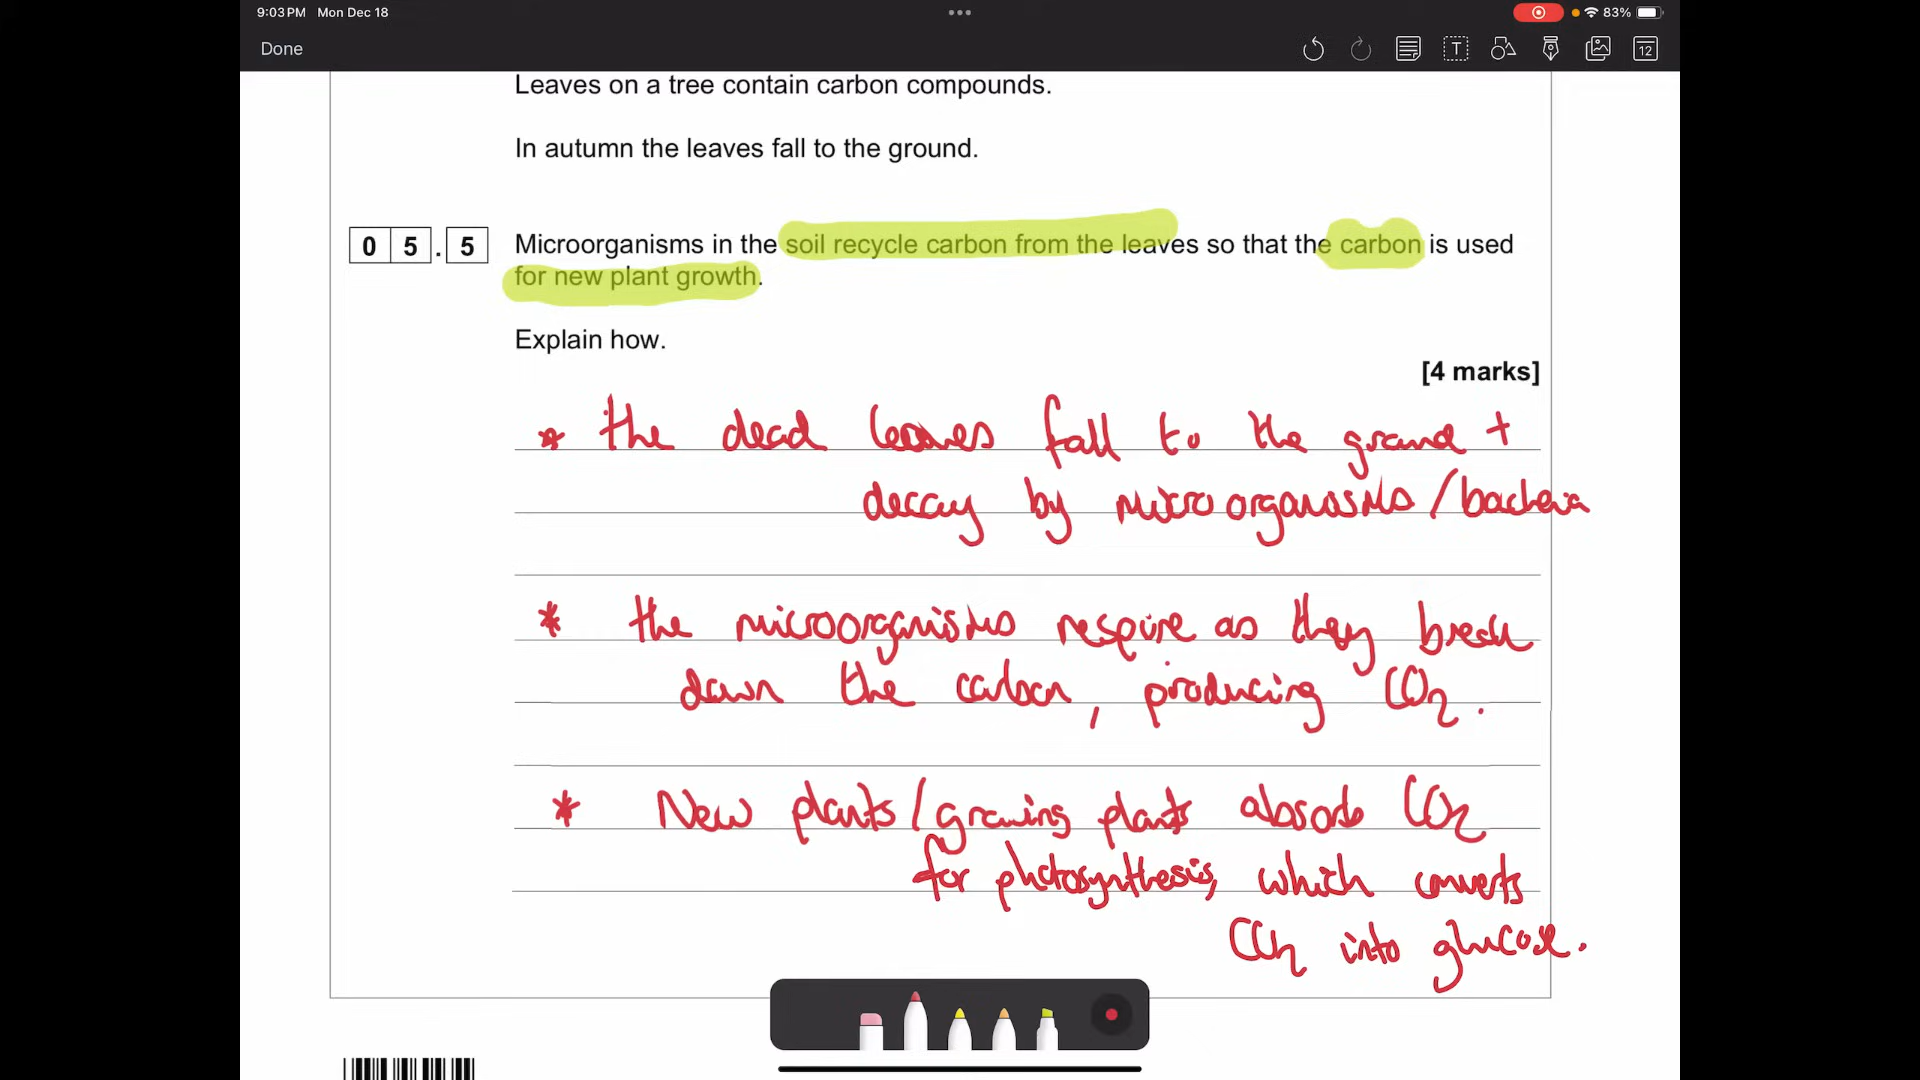 9:03 PM Mon Dec 18
83%
Done
T
12
Leaves on a tree contain carbon compounds.
In autumn the leaves fall to the ground.
0 5 . 5
Microorganisms in the soil recycle carbon from the leaves so that the carbon is used
for new plant growth.
Explain how.
[4 marks]
* the dead leaves fall to the ground +
decay by microorganisms / bacteria
* the microorganisms respire as they break
down the carbon, producing CO2.
* New plants / growing plants absorb CO2
for photosynthesis, which converts
CO2 into glucose.